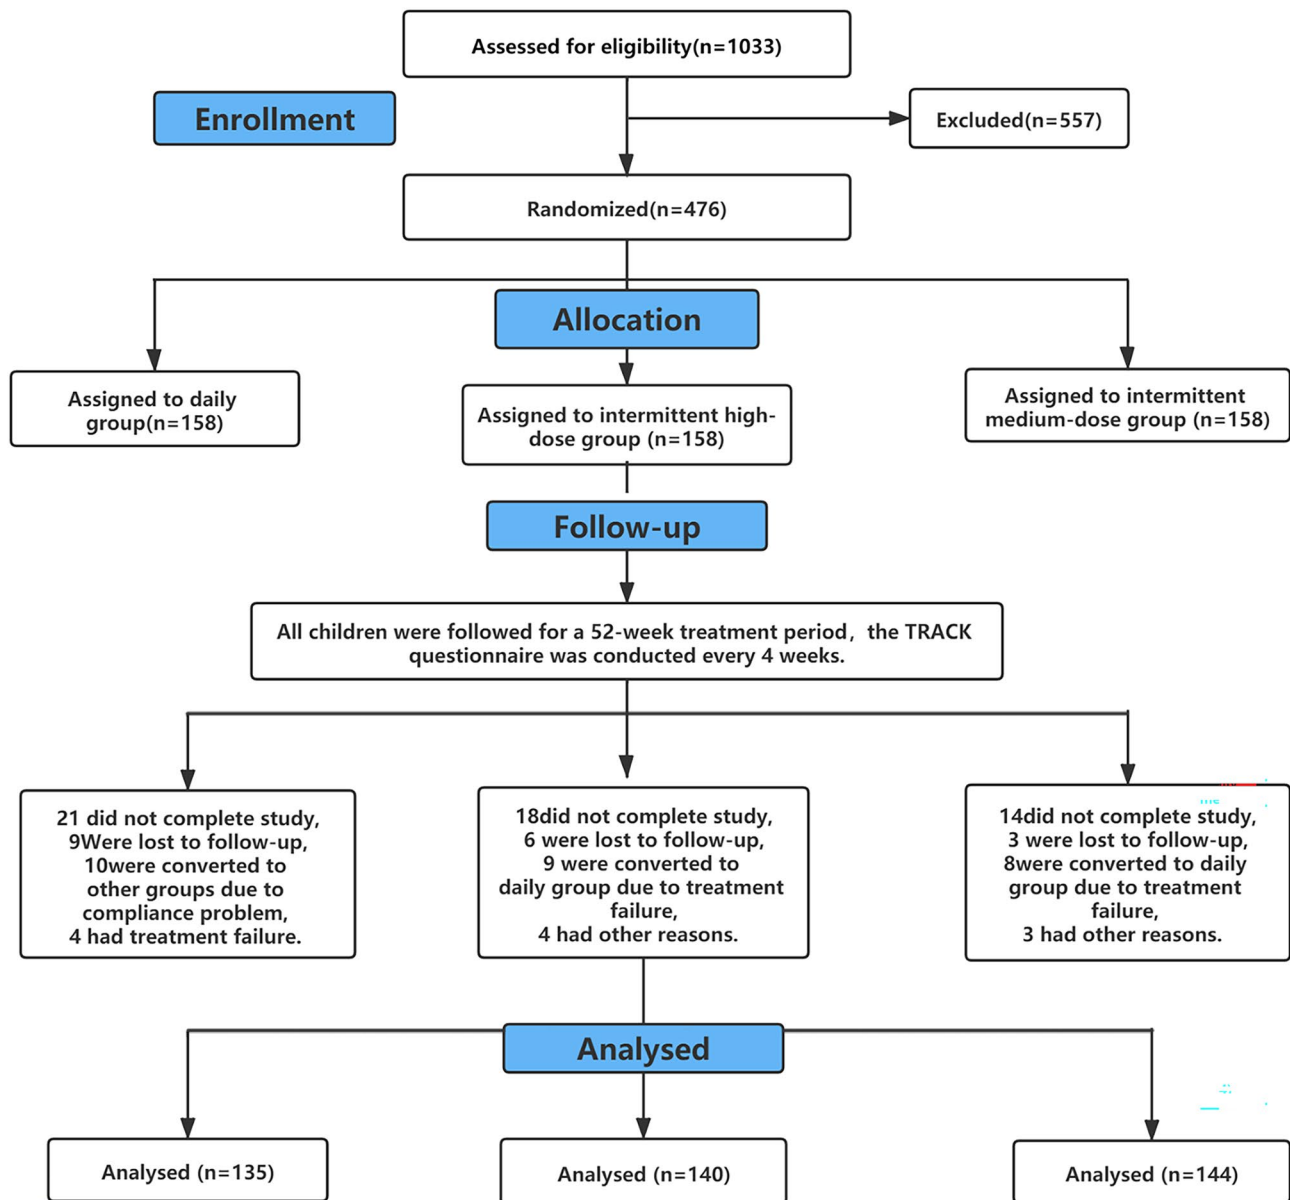 Assessed for eligibility(n=1033)
Enrollment
Excluded(n=557)
Randomized(n=476)
Allocation
Assigned to daily
group(n=158)
Assigned to intermittent high-
dose group (n=158)
Assigned to intermittent
medium-dose group (n=158)
Follow-up
All children were followed for a 52-week treatment period, the TRACK
questionnaire was conducted every 4 weeks.
21 did not complete study,
9Were lost to follow-up,
10were converted to
other groups due to
compliance problem,
4 had treatment failure.
18did not complete study,
6 were lost to follow-up,
9 were converted to
daily group due to treatment
failure,
4 had other reasons.
14did not complete study,
3 were lost to follow-up,
8were converted to daily
group due to treatment
failure,
3 had other reasons.
Analysed
Analysed (n=135)
Analysed (n=140)
Analysed (n=144)